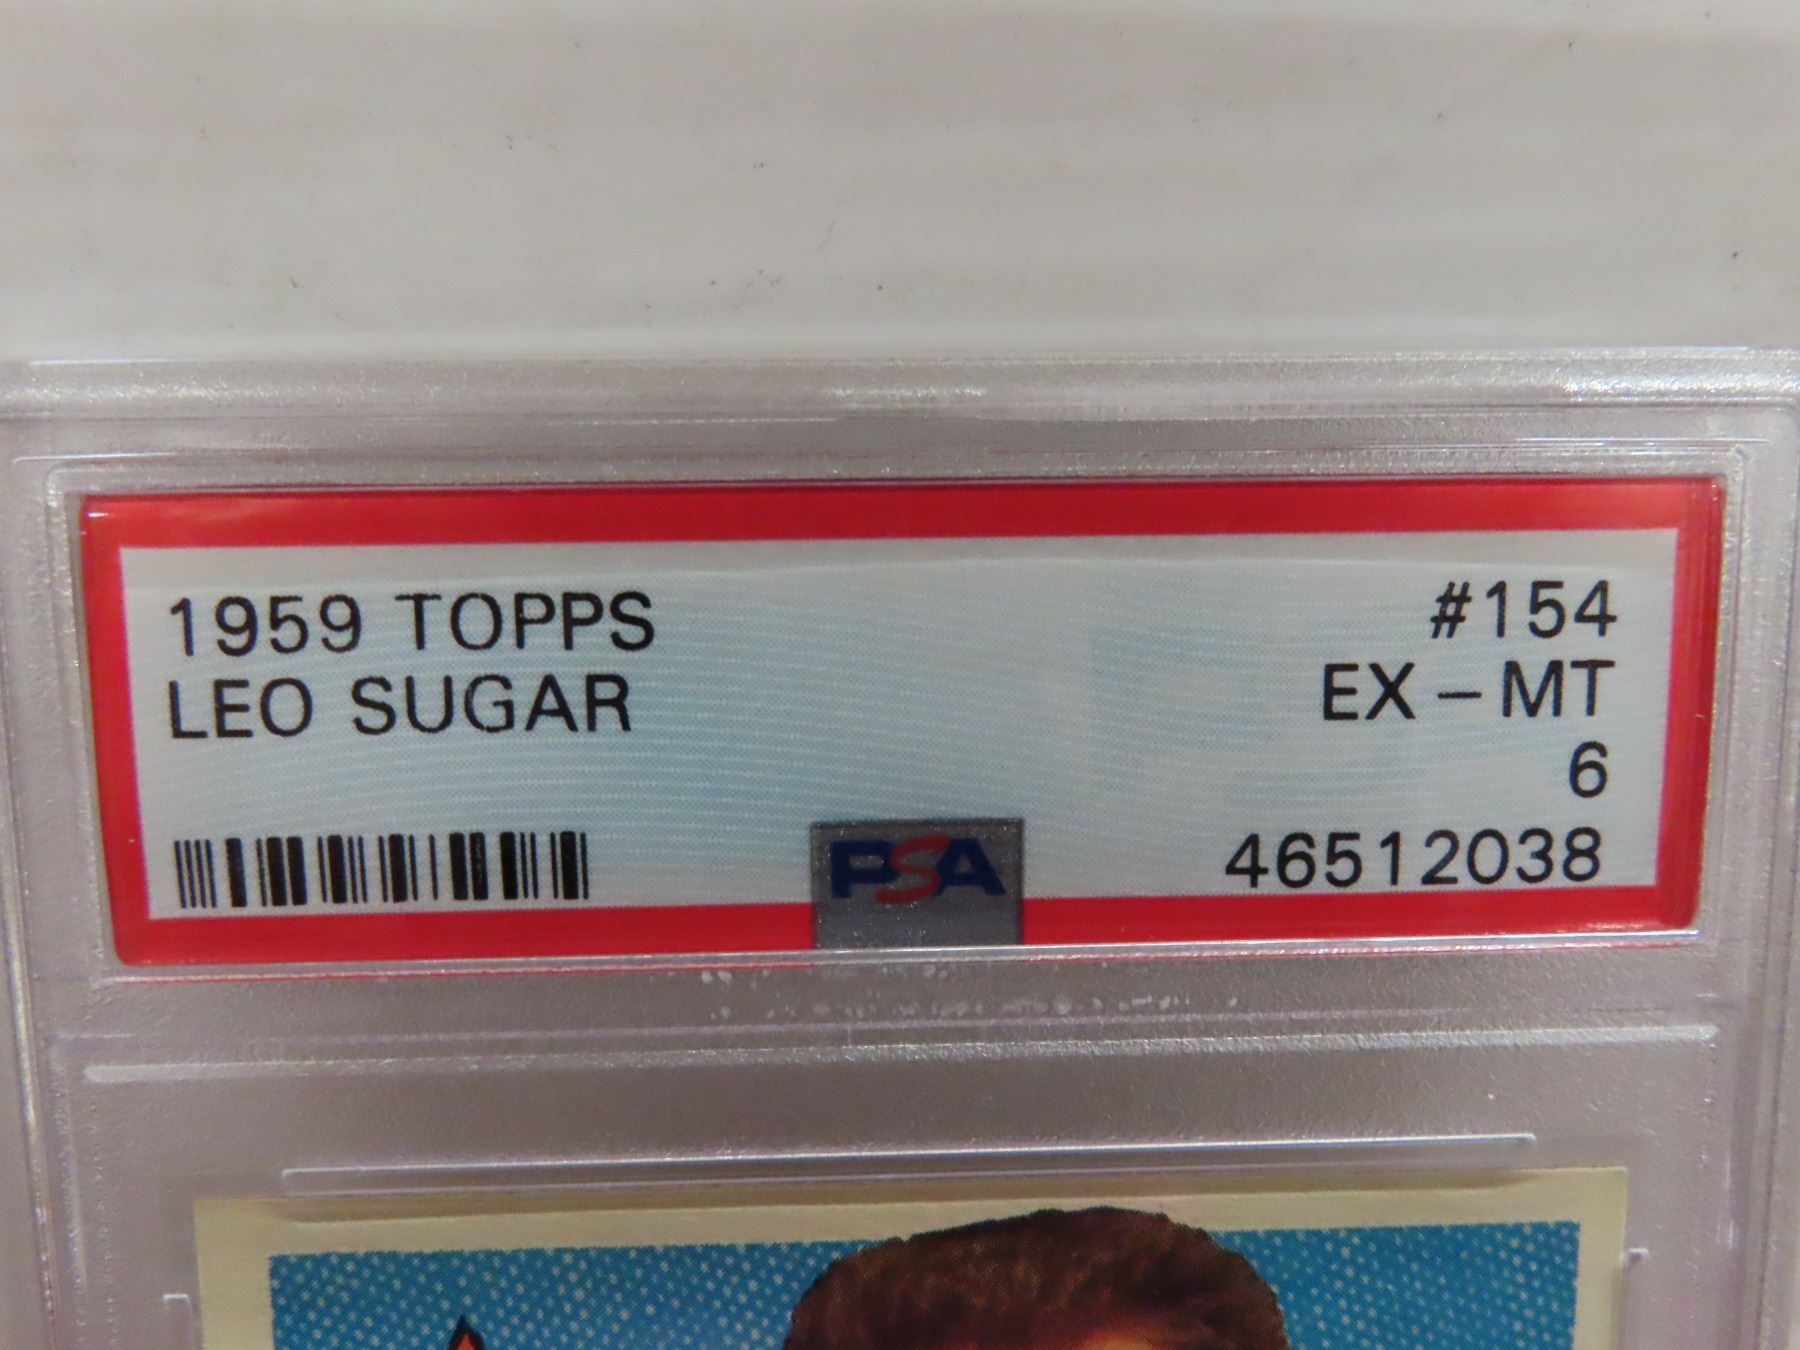 1959 TOPPS #154
LEO SUGAR EX - MT
6
PSA 46512038